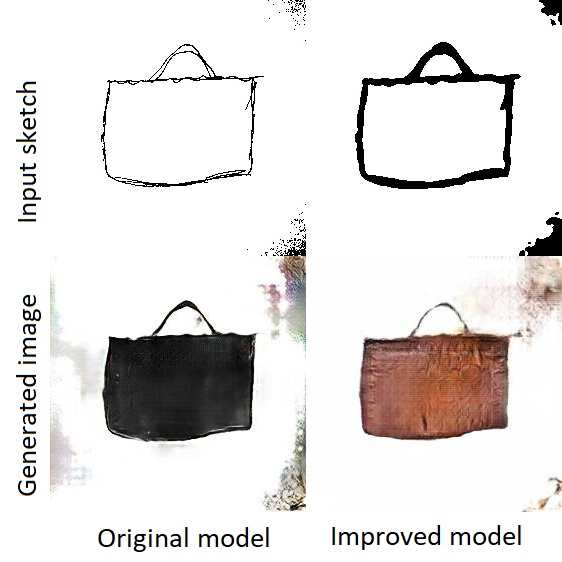 Input sketch
Generated image
Original model
Improved model